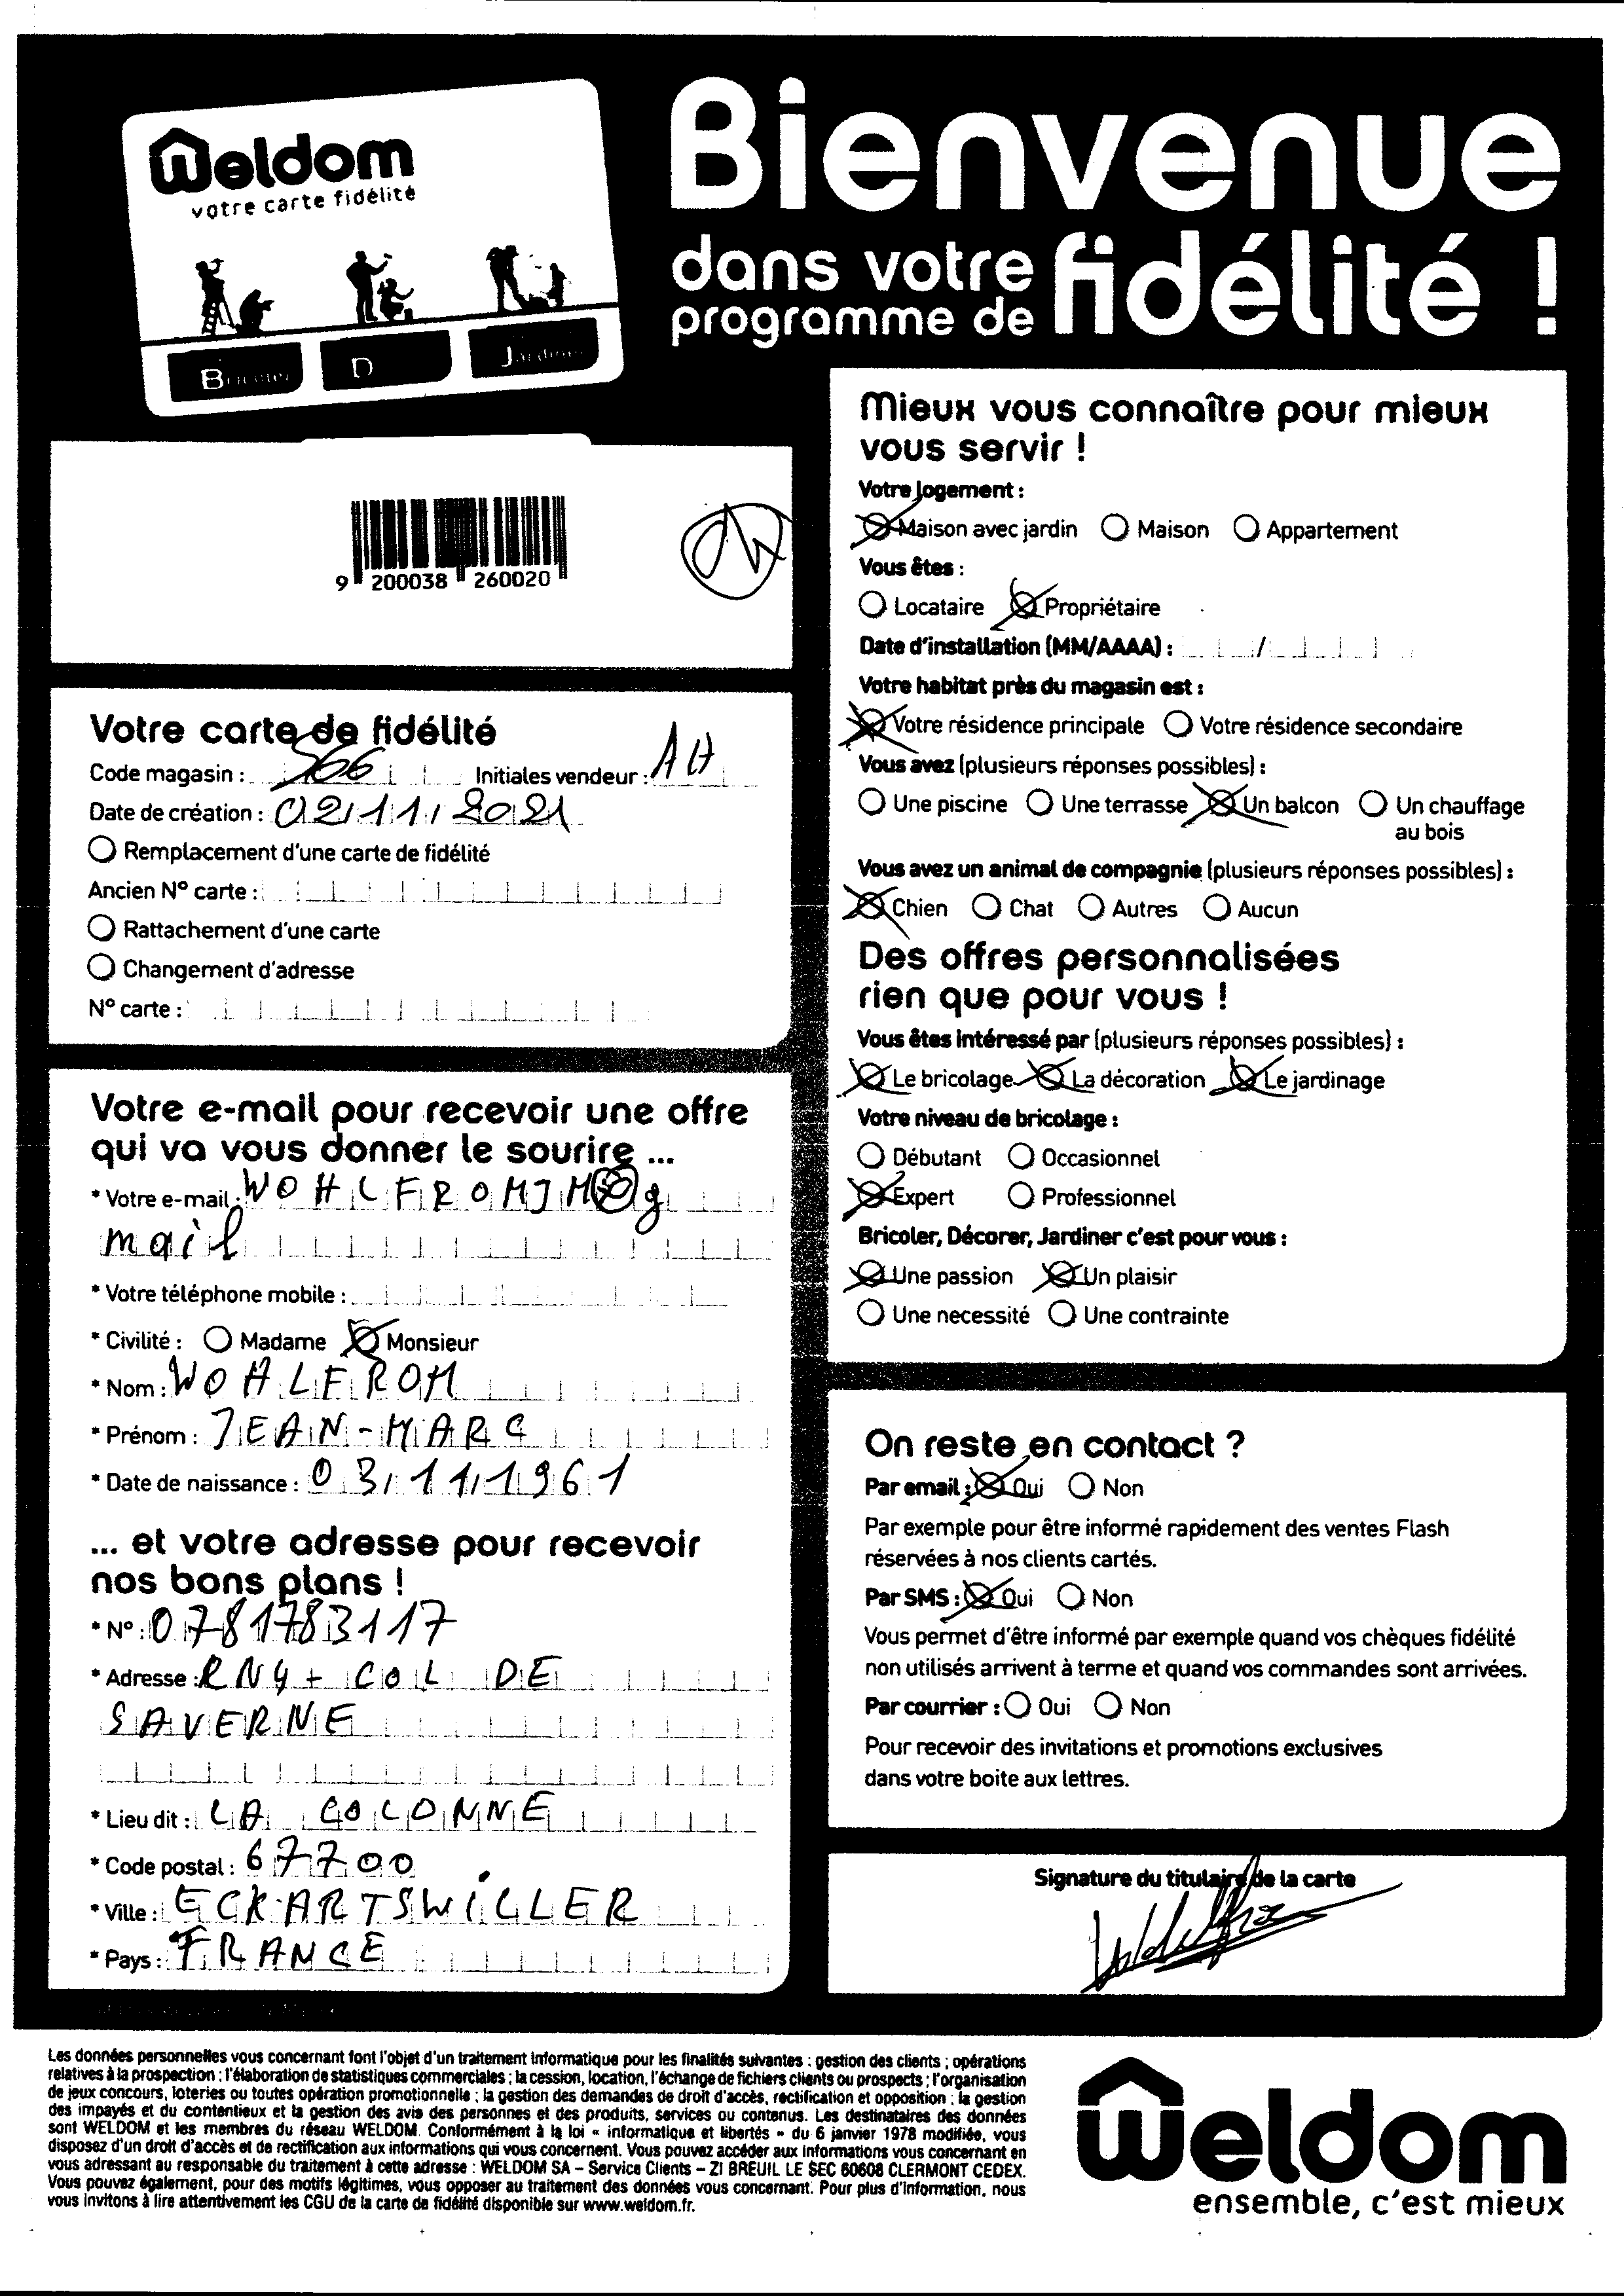 Weldom
votre carte fidélité
Bricoler D Jardiner
Bienvenue
dans votre
programme de fidélité !
9 200038 260020
Votre carte de fidélité
Code magasin : 566 Initiales vendeur : AH
Date de création : 02/11/2021
Remplacement d'une carte de fidélité
Ancien N° carte :
Rattachement d'une carte
Changement d'adresse
N° carte :
Votre e-mail pour recevoir une offre
qui va vous donner le sourire ...
* Votre e-mail : WOHLFROMJM@g
mail
* Votre téléphone mobile :
* Civilité : Madame Monsieur
* Nom : WOHLFROM
* Prénom : JEAN-MARC
* Date de naissance : 03/11/1961
... et votre adresse pour recevoir
nos bons plans !
* N° : 0781783117
* Adresse : RN4 + COL DE
SAVERNE
* Lieu dit : LA COLONNE
* Code postal : 67700
* Ville : ECKARTSWILLER
* Pays : FRANCE
Mieux vous connaître pour mieux
vous servir !
Votre logement :
Maison avec jardin Maison Appartement
Vous êtes :
Locataire Propriétaire
Date d'installation (MM/AAAA) : /
Votre habitat près du magasin est :
Votre résidence principale Votre résidence secondaire
Vous avez (plusieurs réponses possibles) :
Une piscine Une terrasse Un balcon Un chauffage
au bois
Vous avez un animal de compagnie (plusieurs réponses possibles) :
Chien Chat Autres Aucun
Des offres personnalisées
rien que pour vous !
Vous êtes intéressé par (plusieurs réponses possibles) :
Le bricolage La décoration Le jardinage
Votre niveau de bricolage :
Débutant Occasionnel
Expert Professionnel
Bricoler, Décorer, Jardiner c'est pour vous :
Une passion Un plaisir
Une necessité Une contrainte
On reste en contact ?
Par email : Oui Non
Par exemple pour être informé rapidement des ventes Flash
réservées à nos clients cartés.
Par SMS : Oui Non
Vous permet d'être informé par exemple quand vos chèques fidélité
non utilisés arrivent à terme et quand vos commandes sont arrivées.
Par courrier : Oui Non
Pour recevoir des invitations et promotions exclusives
dans votre boite aux lettres.
Signature du titulaire de la carte
Les données personnelles vous concernant font l'objet d'un traitement informatique pour les finalités suivantes : gestion des clients ; opérations
relatives à la prospection ; l'élaboration de statistiques commerciales ; la cession, location, l'échange de fichiers clients ou prospects ; l'organisation
de jeux concours, loteries ou toutes opération promotionnelle ; la gestion des demandes de droit d'accès, rectification et opposition ; la gestion
des impayés et du contentieux et la gestion des avis des personnes et des produits, services ou contenus. Les destinataires des données
sont WELDOM et les membres du réseau WELDOM. Conformément à la loi « informatique et libertés » du 6 janvier 1978 modifiée, vous
disposez d'un droit d'accès et de rectification aux informations qui vous concernent. Vous pouvez accéder aux informations vous concernant en
vous adressant au responsable du traitement à cette adresse : WELDOM SA – Service Clients – ZI BREUIL LE SEC 60608 CLERMONT CEDEX.
Vous pouvez également, pour des motifs légitimes, vous opposer au traitement des données vous concernant. Pour plus d'information, nous
vous invitons à lire attentivement les CGU de la carte de fidélité disponible sur www.weldom.fr.
Weldom
ensemble, c'est mieux